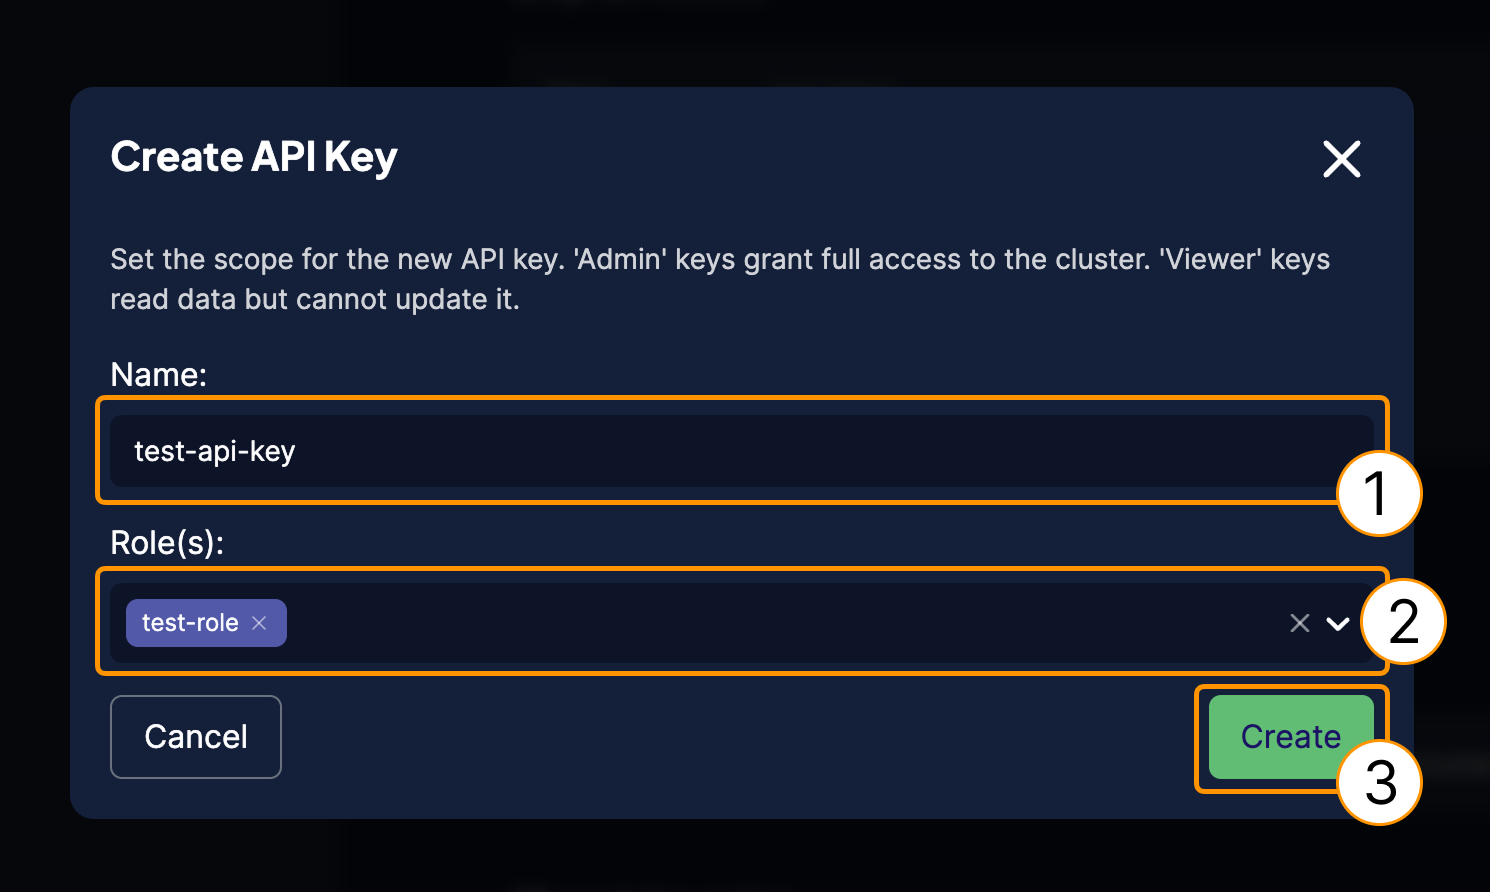 Create API Key
Set the scope for the new API key. 'Admin' keys grant full access to the cluster. 'Viewer' keys
read data but cannot update it.
Name:
test-api-key
1
Role(s):
test-role
2
Cancel
Create
3